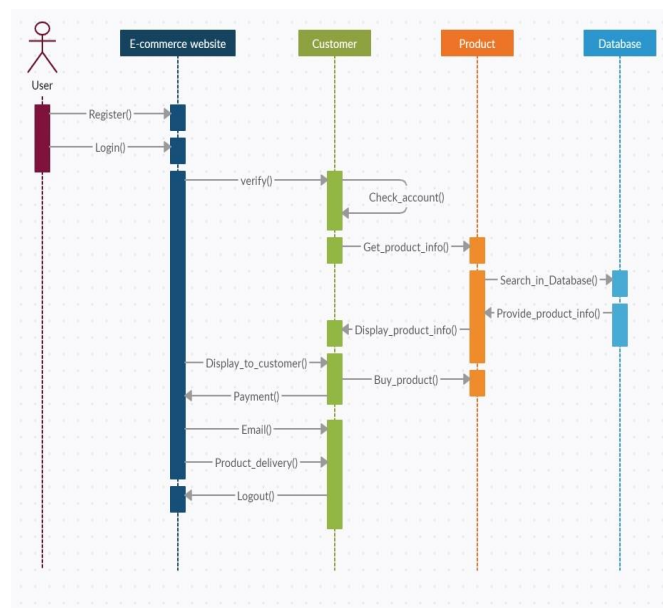 E-commerce website
Customer
Product
Database
User
Register()
Login()
verify()
Check_account()
Get_product_info()
Search_in_Database()
Provide_product_info()
Display_product_info()
Display_to_customer()
Buy_product()
Payment()
Email()
Product_delivery()
Logout()